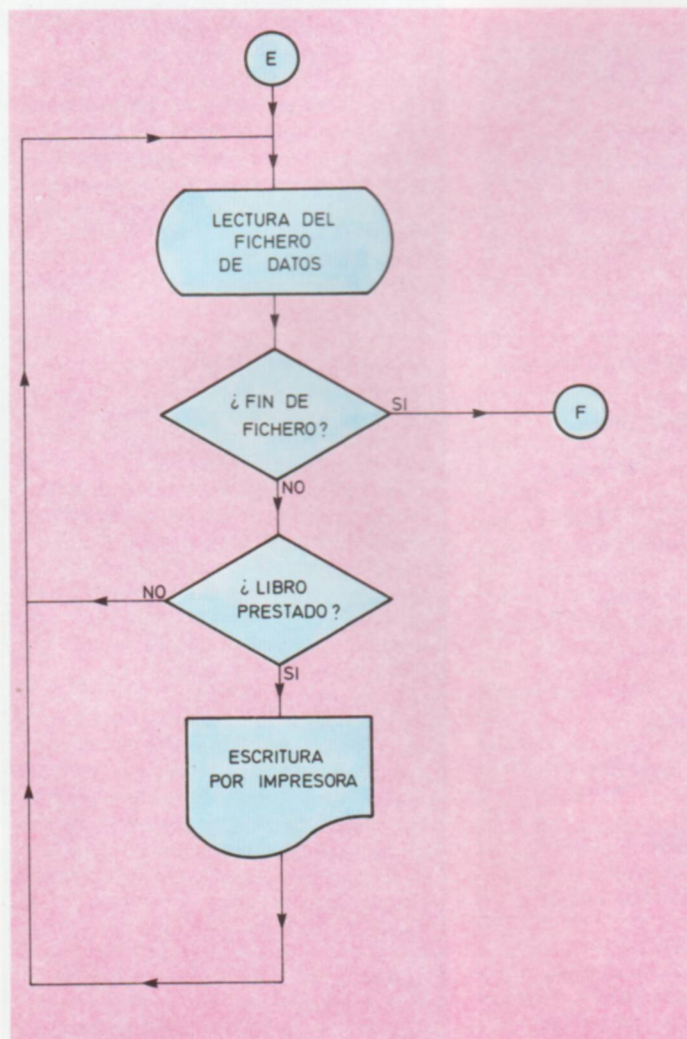 E
LECTURA DEL
FICHERO
DE DATOS
¿FIN DE
FICHERO?
SI
F
NO
¿LIBRO
PRESTADO?
NO
SI
ESCRITURA
POR IMPRESORA